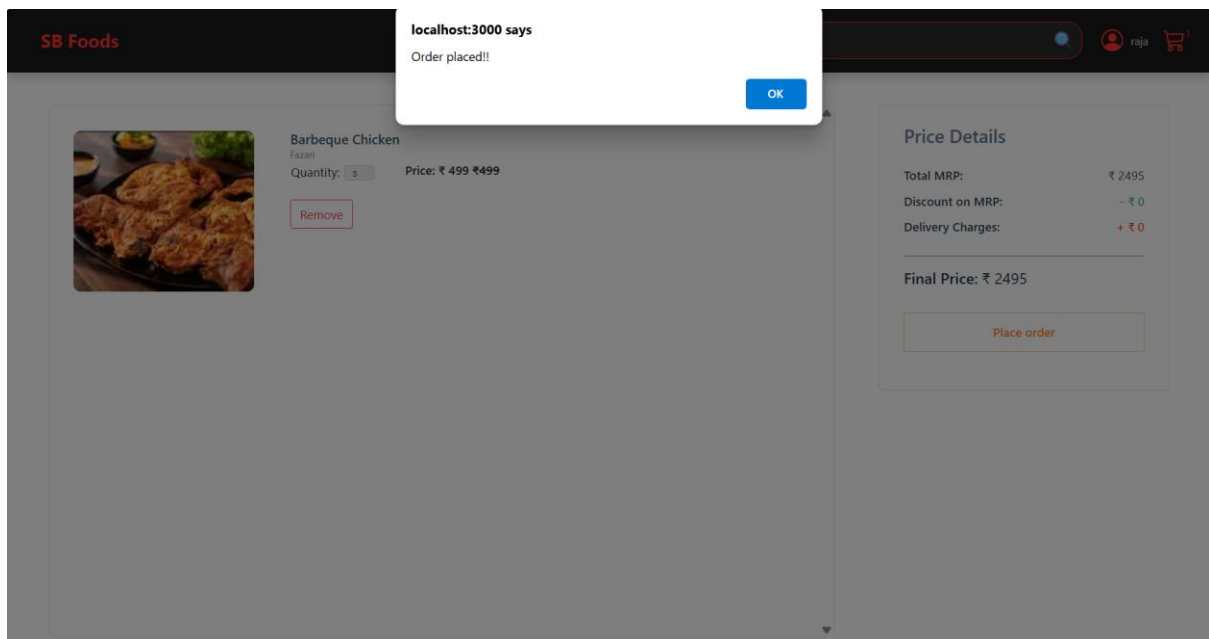 localhost:3000 says
Order placed!!
OK
SB Foods
raja
1
Barbeque Chicken
Fazari
Quantity: 5 Price: ₹ 499 ₹499
Remove
Price Details
Total MRP: ₹ 2495
Discount on MRP: - ₹ 0
Delivery Charges: + ₹ 0
Final Price: ₹ 2495
Place order